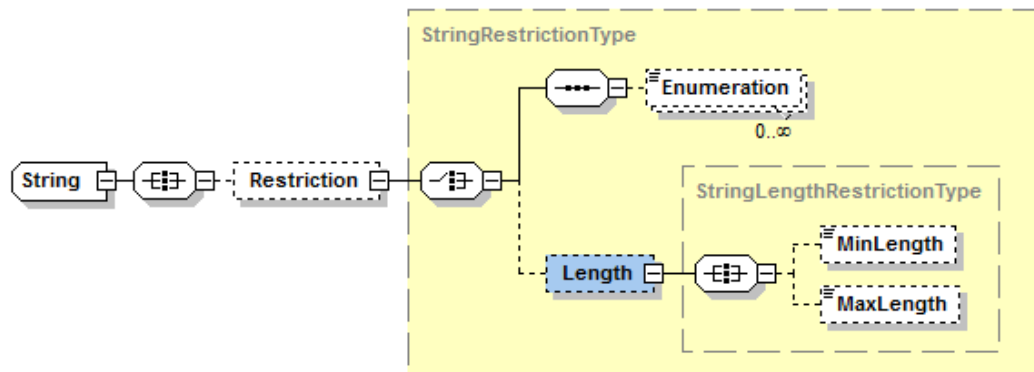 StringRestrictionType
Enumeration
0..∞
String
Restriction
StringLengthRestrictionType
MinLength
Length
MaxLength